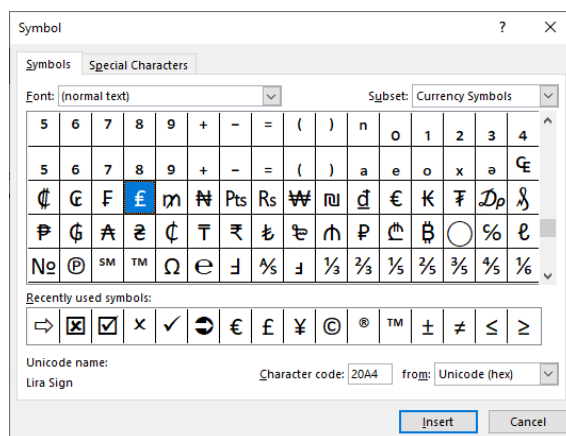 Symbol ? ×
Symbols Special Characters
Font: (normal text) Subset: Currency Symbols
⁵ ⁶ ⁷ ⁸ ⁹ ⁺ ⁻ ⁼ ⁽ ⁾ ⁿ ₀ ₁ ₂ ₃ ₄
₅ ₆ ₇ ₈ ₉ ₊ ₋ ₌ ₍ ₎ ₐ ₑ ₒ ₓ ₔ ₠
₡ ₢ ₣ ₤ ₥ ₦ ₧ ₨ ₩ ₪ ₫ € ₭ ₮ ₯ ₰
₱ ₲ ₳ ₴ ₵ ₸ ₹ ₺ ₻ ₼ ₽ ₾ ₿ ⃝ ℅ ℓ
№ ℗ ℠ ™ Ω ℮ ⅃ ⅍ ⅎ ⅓ ⅔ ⅕ ⅖ ⅗ ⅘ ⅙
Recently used symbols:
⇨ ☒ ☑ × ✓ ➲ € £ ¥ © ® ™ ± ≠ ≤ ≥
Unicode name:
Lira Sign
Character code: 20A4 from: Unicode (hex)
Insert Cancel